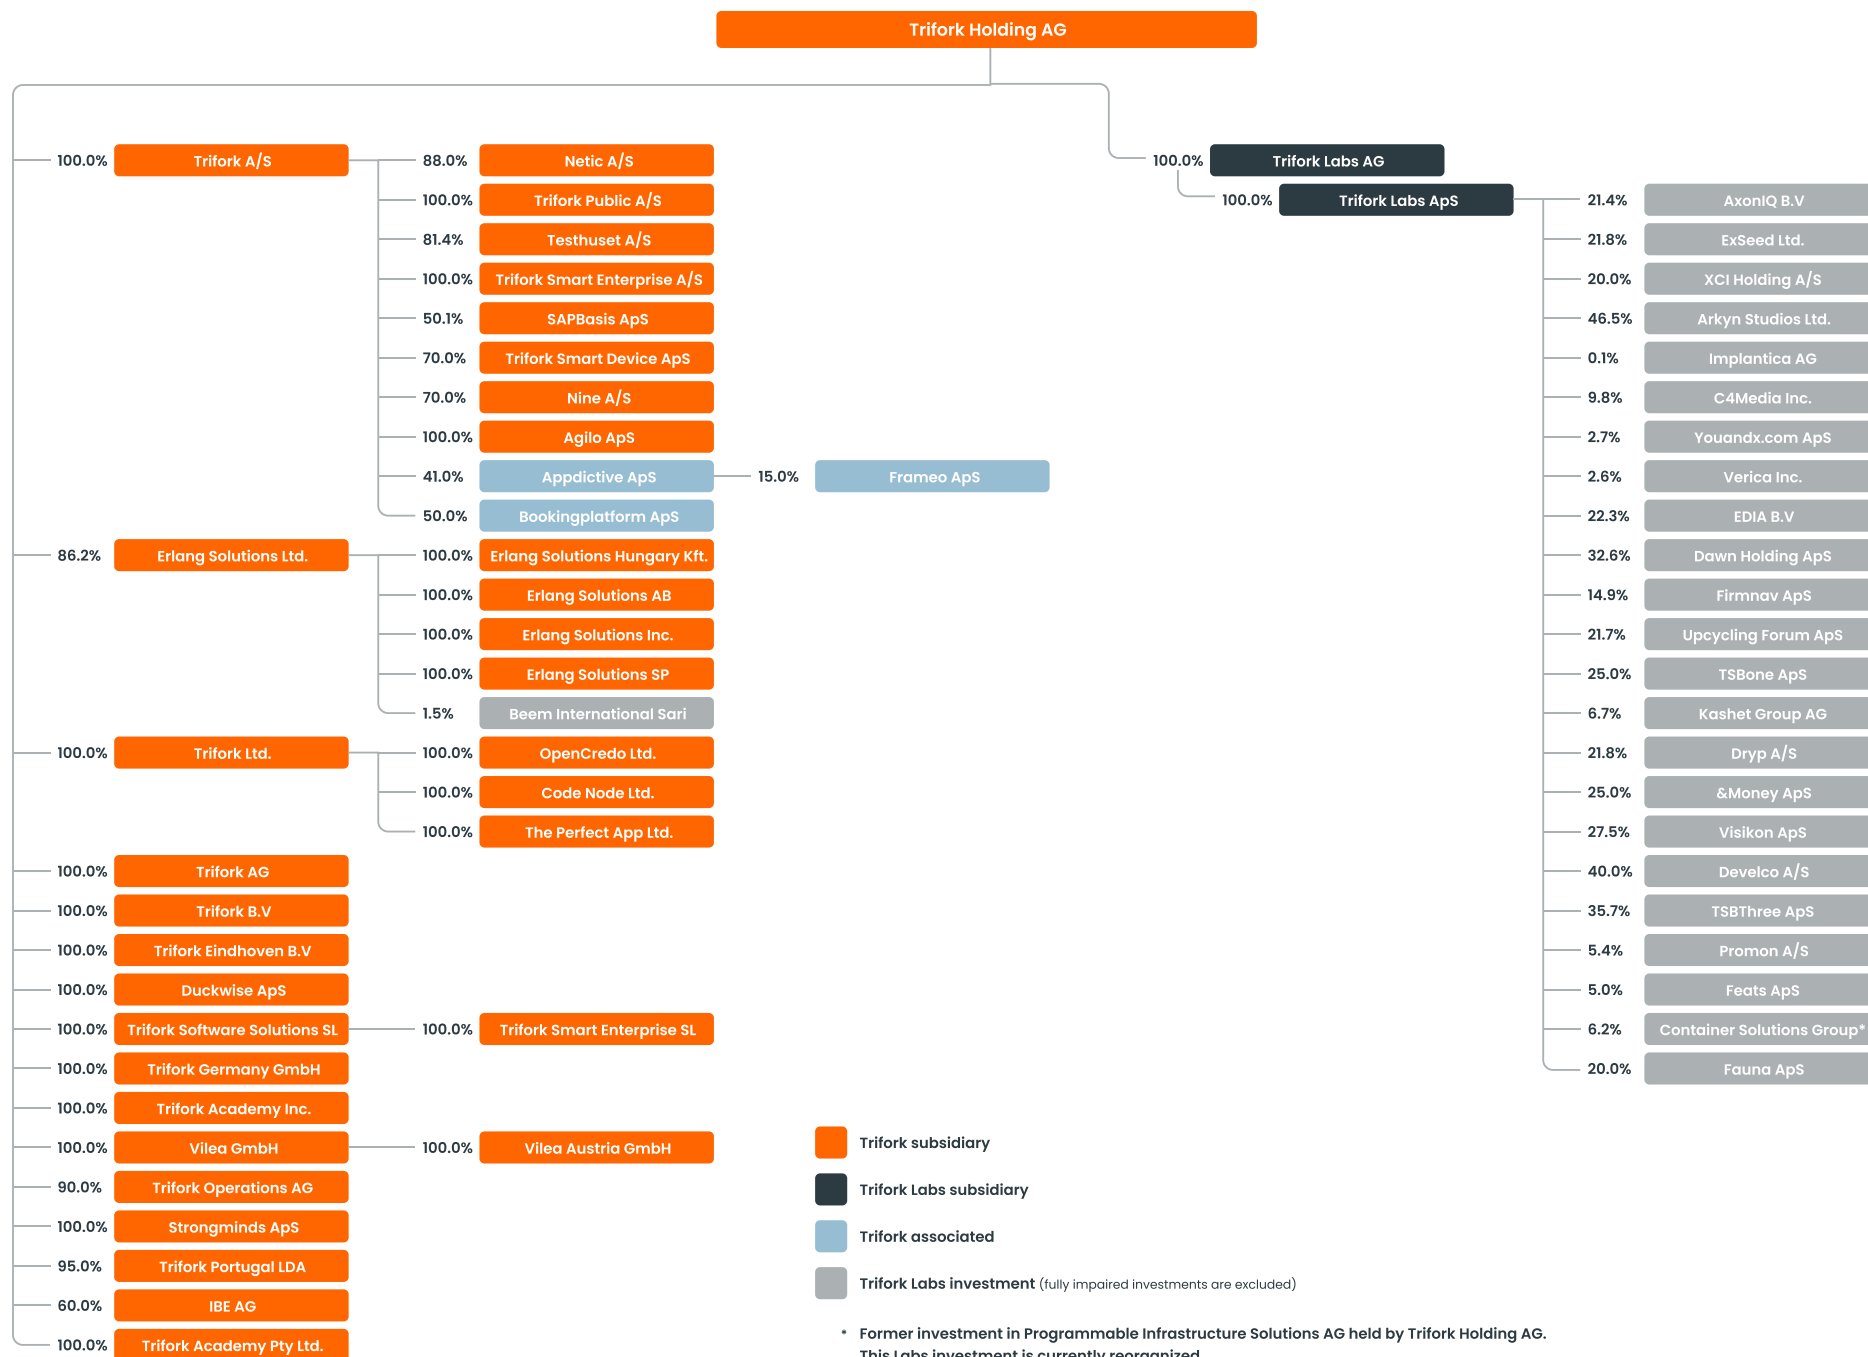 Trifork Holding AG
100.0% Trifork A/S
88.0% Netic A/S
100.0% Trifork Public A/S
81.4% Testhuset A/S
100.0% Trifork Smart Enterprise A/S
50.1% SAPBasis ApS
70.0% Trifork Smart Device ApS
70.0% Nine A/S
100.0% Agilo ApS
41.0% Appdictive ApS 15.0% Frameo ApS
50.0% Bookingplatform ApS
86.2% Erlang Solutions Ltd.
100.0% Erlang Solutions Hungary Kft.
100.0% Erlang Solutions AB
100.0% Erlang Solutions Inc.
100.0% Erlang Solutions SP
1.5% Beem International Sari
100.0% Trifork Ltd.
100.0% OpenCredo Ltd.
100.0% Code Node Ltd.
100.0% The Perfect App Ltd.
100.0% Trifork AG
100.0% Trifork B.V
100.0% Trifork Eindhoven B.V
100.0% Duckwise ApS
100.0% Trifork Software Solutions SL 100.0% Trifork Smart Enterprise SL
100.0% Trifork Germany GmbH
100.0% Trifork Academy Inc.
100.0% Vilea GmbH 100.0% Vilea Austria GmbH
90.0% Trifork Operations AG
100.0% Strongminds ApS
95.0% Trifork Portugal LDA
60.0% IBE AG
100.0% Trifork Academy Pty Ltd.
100.0% Trifork Labs AG
100.0% Trifork Labs ApS
21.4% AxonIQ B.V
21.8% ExSeed Ltd.
20.0% XCI Holding A/S
46.5% Arkyn Studios Ltd.
0.1% Implantica AG
9.8% C4Media Inc.
2.7% Youandx.com ApS
2.6% Verica Inc.
22.3% EDIA B.V
32.6% Dawn Holding ApS
14.9% Firmnav ApS
21.7% Upcycling Forum ApS
25.0% TSBone ApS
6.7% Kashet Group AG
21.8% Dryp A/S
25.0% &Money ApS
27.5% Visikon ApS
40.0% Develco A/S
35.7% TSBThree ApS
5.4% Promon A/S
5.0% Feats ApS
6.2% Container Solutions Group*
20.0% Fauna ApS
Trifork subsidiary
Trifork Labs subsidiary
Trifork associated
Trifork Labs investment (fully impaired investments are excluded)
* Former investment in Programmable Infrastructure Solutions AG held by Trifork Holding AG.
This Labs investment is currently reorganized